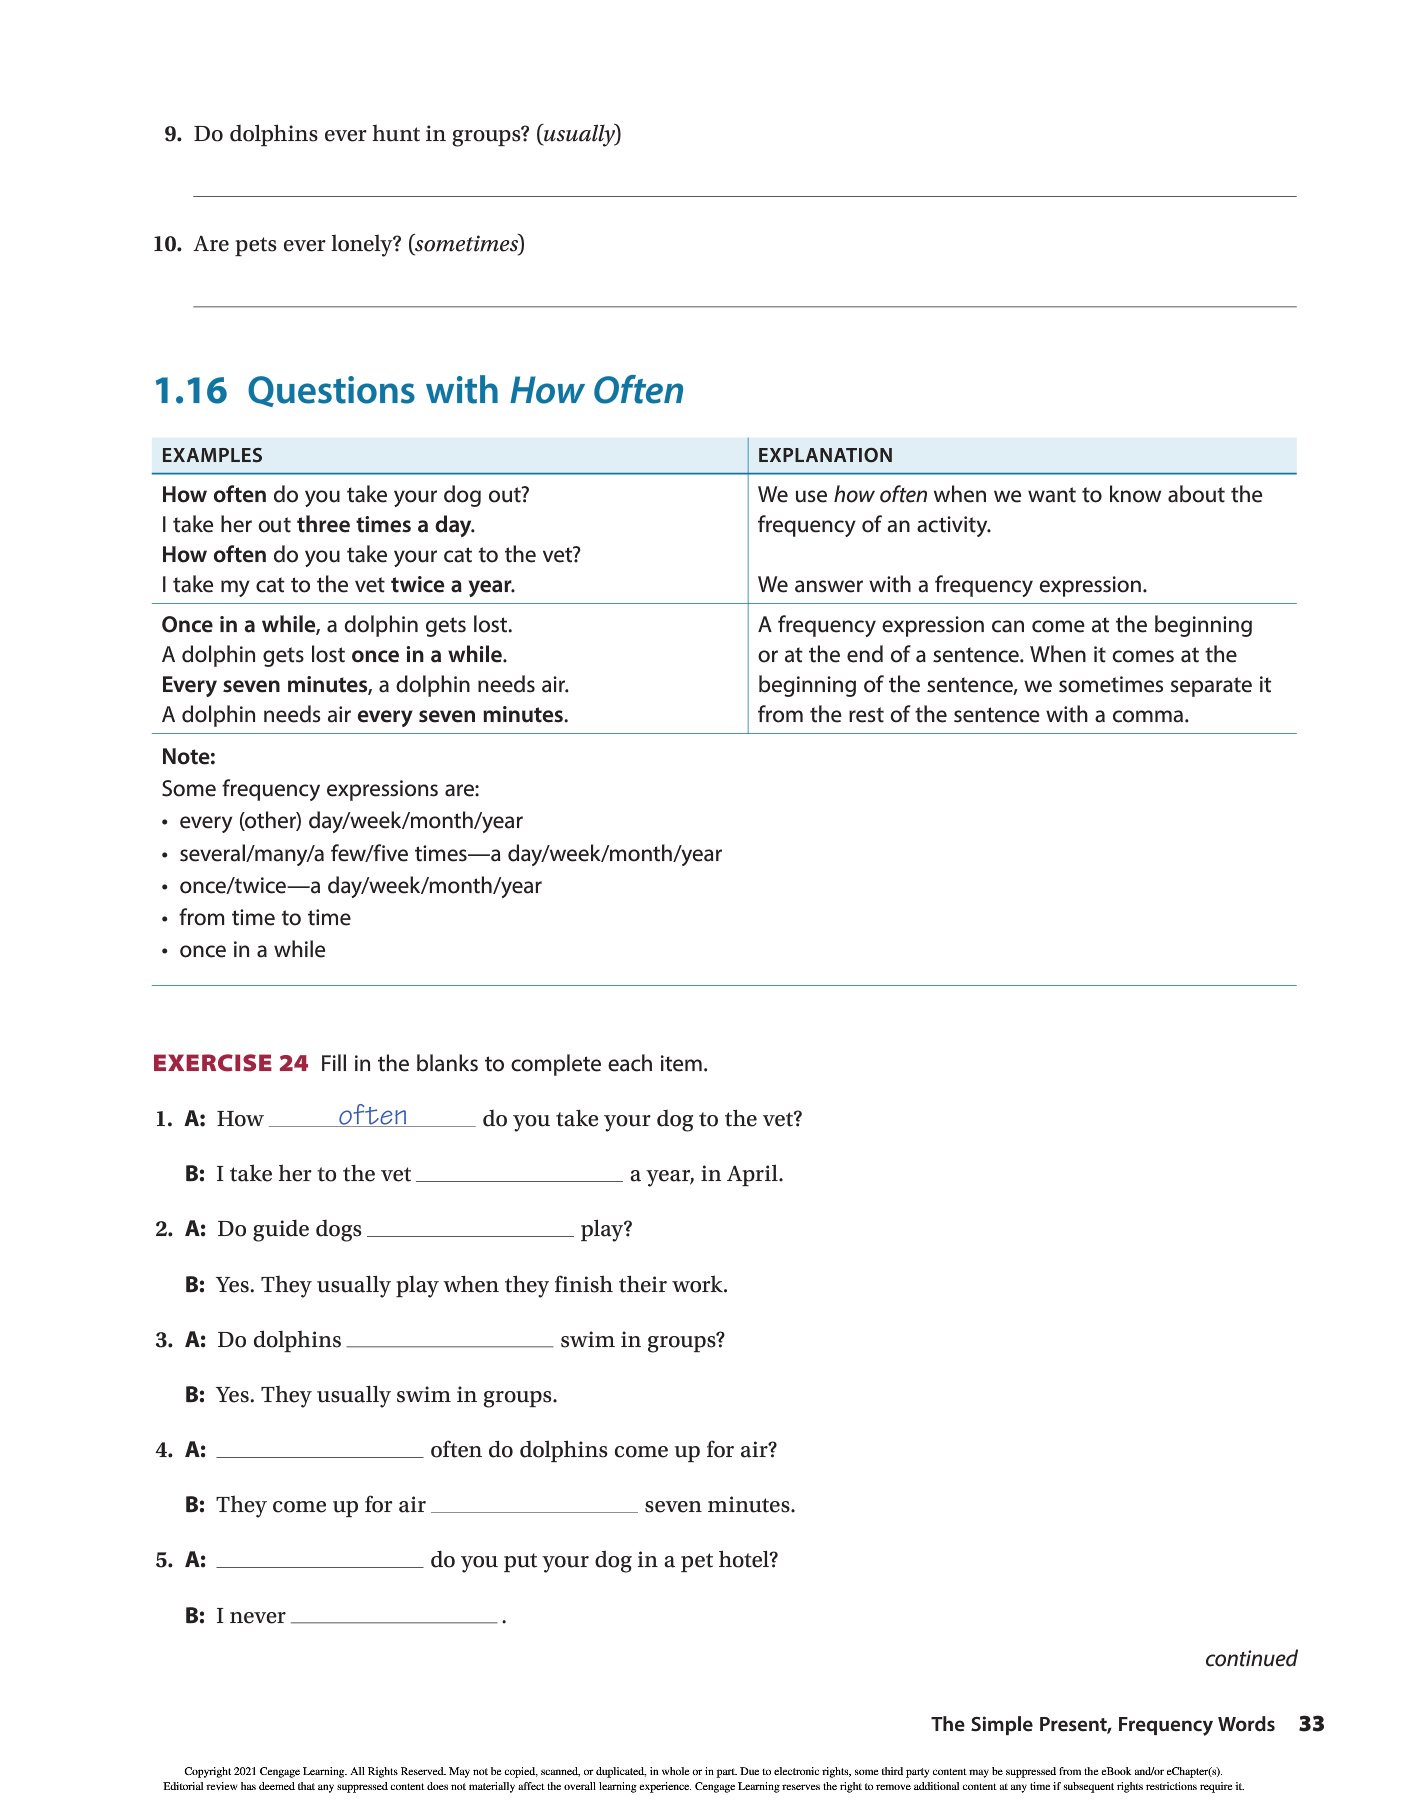 9. Do dolphins ever hunt in groups? (usually)
10. Are pets ever lonely? (sometimes)
1.16 Questions with How Often
EXAMPLES
EXPLANATION
How often do you take your dog out?
I take her out three times a day.
How often do you take your cat to the vet?
I take my cat to the vet twice a year.
We use how often when we want to know about the
frequency of an activity.
We answer with a frequency expression.
Once in a while, a dolphin gets lost.
A dolphin gets lost once in a while.
Every seven minutes, a dolphin needs air.
A dolphin needs air every seven minutes.
A frequency expression can come at the beginning
or at the end of a sentence. When it comes at the
beginning of the sentence, we sometimes separate it
from the rest of the sentence with a comma.
Note:
Some frequency expressions are:
• every (other) day/week/month/year
• several/many/a few/five times—a day/week/month/year
• once/twice—a day/week/month/year
• from time to time
• once in a while
EXERCISE 24 Fill in the blanks to complete each item.
1. A: How often do you take your dog to the vet?
B: I take her to the vet ____________ a year, in April.
2. A: Do guide dogs ____________ play?
B: Yes. They usually play when they finish their work.
3. A: Do dolphins ____________ swim in groups?
B: Yes. They usually swim in groups.
4. A: ____________ often do dolphins come up for air?
B: They come up for air ____________ seven minutes.
5. A: ____________ do you put your dog in a pet hotel?
B: I never ____________.
continued
The Simple Present, Frequency Words 33
Copyright 2021 Cengage Learning. All Rights Reserved. May not be copied, scanned, or duplicated, in whole or in part. Due to electronic rights, some third party content may be suppressed from the eBook and/or eChapter(s).
Editorial review has deemed that any suppressed content does not materially affect the overall learning experience. Cengage Learning reserves the right to remove additional content at any time if subsequent rights restrictions require it.